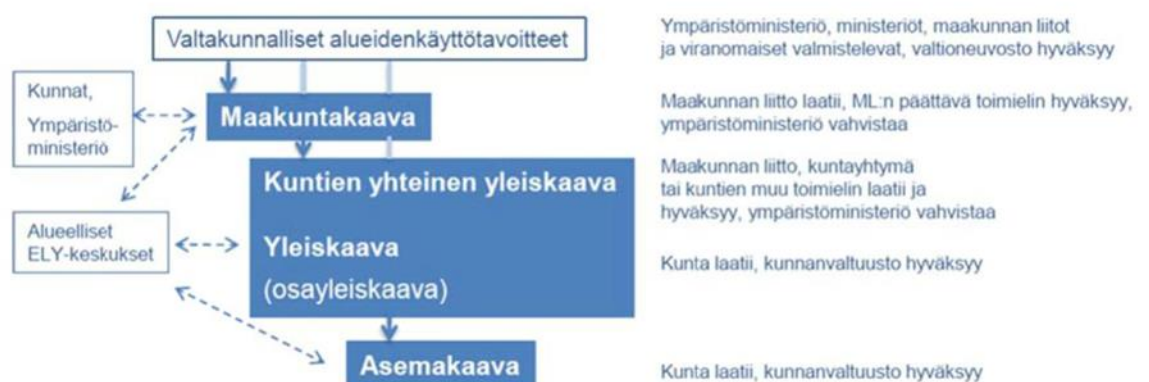 Valtakunnalliset alueidenkäyttötavoitteet
Ympäristöministeriö, ministeriöt, maakunnan liitot
ja viranomaiset valmistelevat, valtioneuvosto hyväksyy
Kunnat,
Ympäristö-
ministeriö
Maakuntakaava
Maakunnan liitto laatii, ML:n päättävä toimielin hyväksyy,
ympäristöministeriö vahvistaa
Kuntien yhteinen yleiskaava
Maakunnan liitto, kuntayhtymä
tai kuntien muu toimielin laatii ja
hyväksyy, ympäristöministeriö vahvistaa
Alueelliset
ELY-keskukset
Yleiskaava
(osayleiskaava)
Kunta laatii, kunnanvaltuusto hyväksyy
Asemakaava
Kunta laatii, kunnanvaltuusto hyväksyy